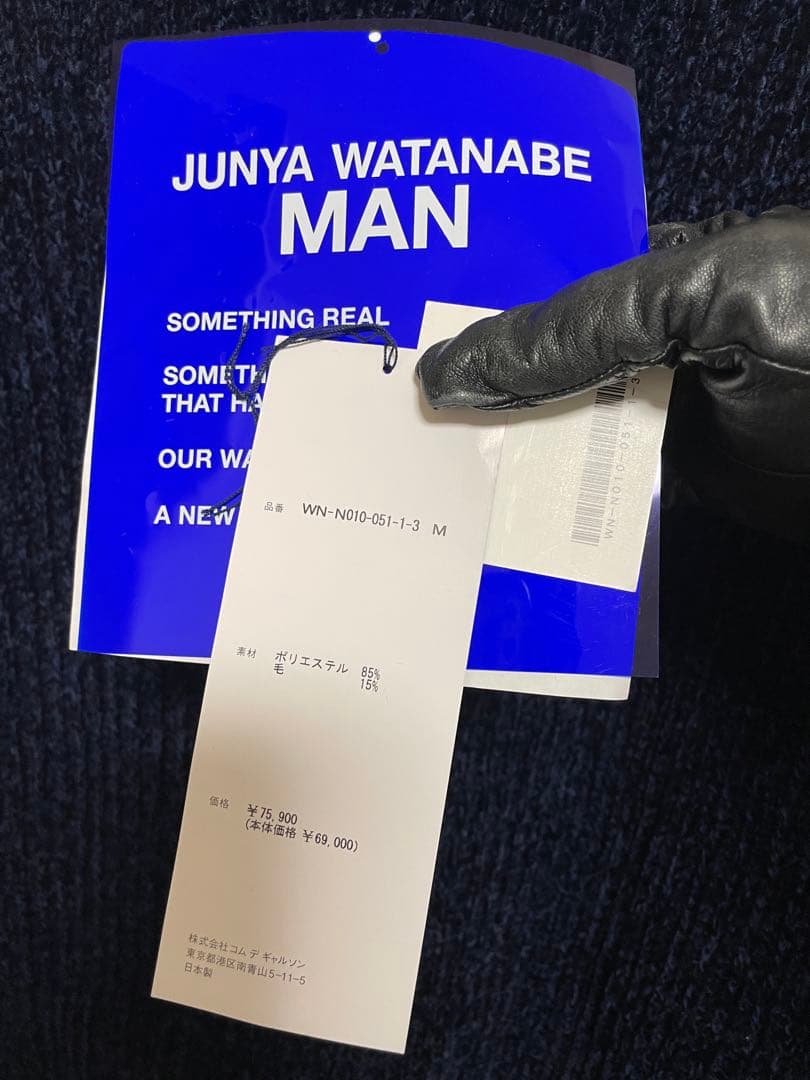 JUNYA WATANABE
MAN
SOMETHING REAL
SOMETH
THAT HA
OUR WA
A NEW
品番 WN-N010-051-1-3 M
素材 ポリエステル 85%
毛 15%
価格 ¥75,900
(本体価格 ¥69,000)
株式会社コム デ ギャルソン
東京都港区南青山5-11-5
日本製
WN-N010-051-1-3